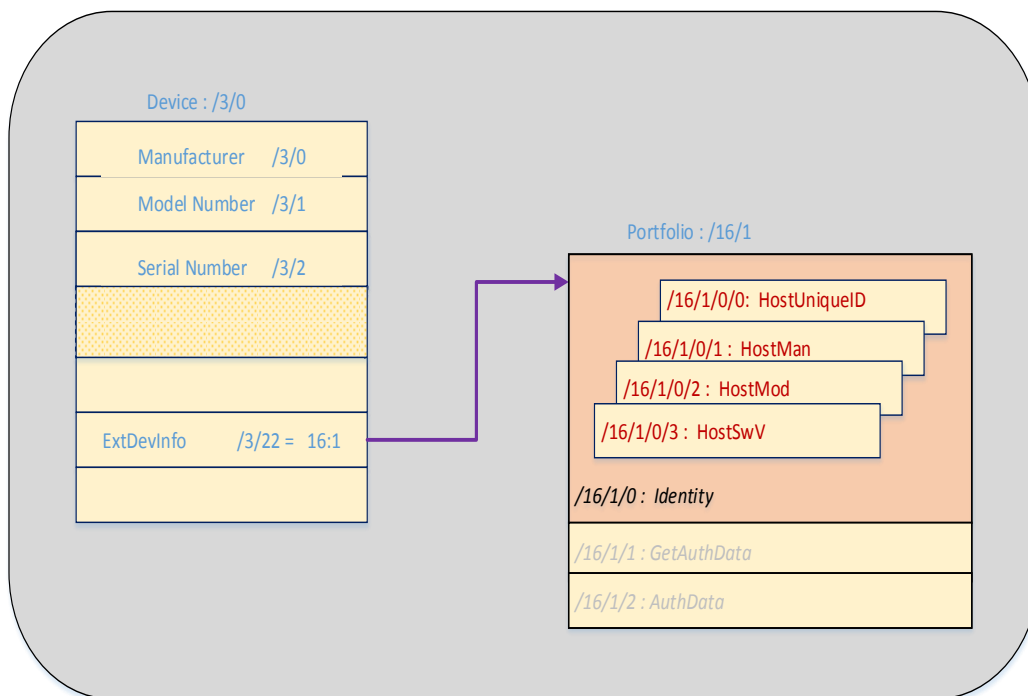 Device : /3/0
Manufacturer /3/0
Model Number /3/1
Serial Number /3/2
ExtDevInfo /3/22 = 16:1
Portfolio : /16/1
/16/1/0/0: HostUniqueID
/16/1/0/1 : HostMan
/16/1/0/2 : HostMod
/16/1/0/3 : HostSwV
/16/1/0 : Identity
/16/1/1 : GetAuthData
/16/1/2 : AuthData